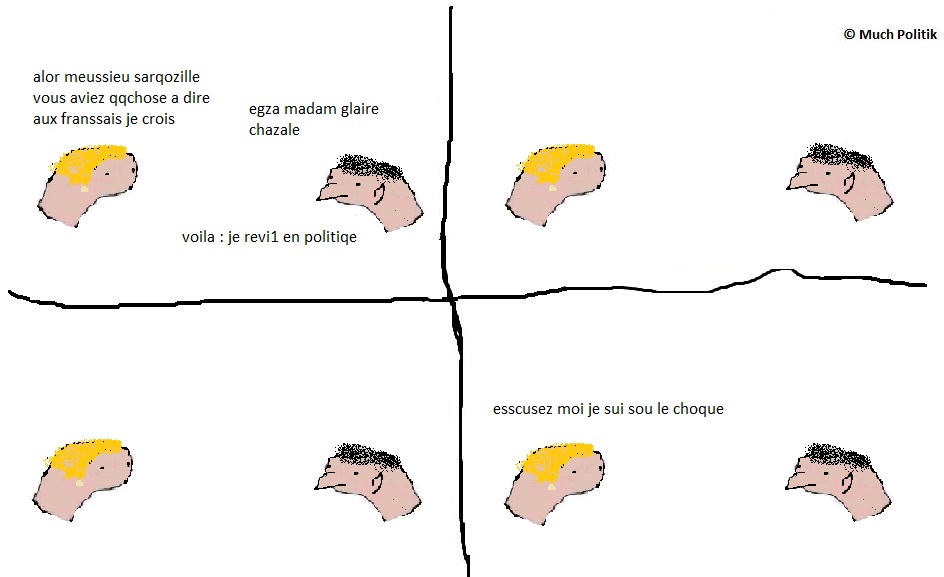 © Much Politik
alor meussieu sarqozille
vous aviez qqchose a dire
aux franssais je crois
egza madam glaire
chazale
voila : je revi1 en politiqe
esscusez moi je sui sou le choque